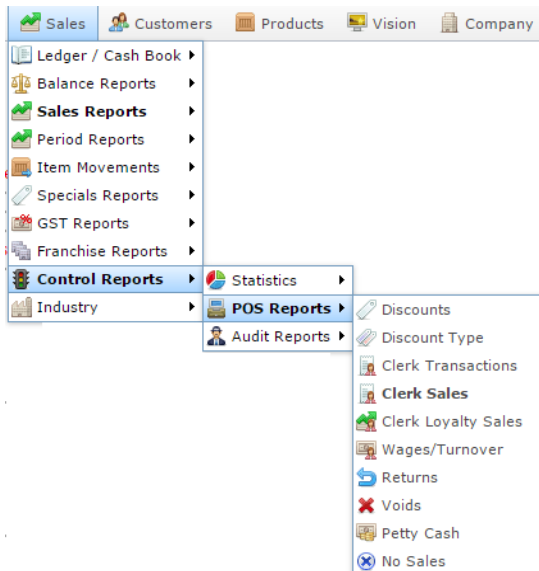 Sales Customers Products Vision Company
Ledger / Cash Book
Balance Reports
Sales Reports
Period Reports
Item Movements
Specials Reports
GST Reports
Franchise Reports
Control Reports
Industry
Statistics
POS Reports
Audit Reports
Discounts
Discount Type
Clerk Transactions
Clerk Sales
Clerk Loyalty Sales
Wages/Turnover
Returns
Voids
Petty Cash
No Sales